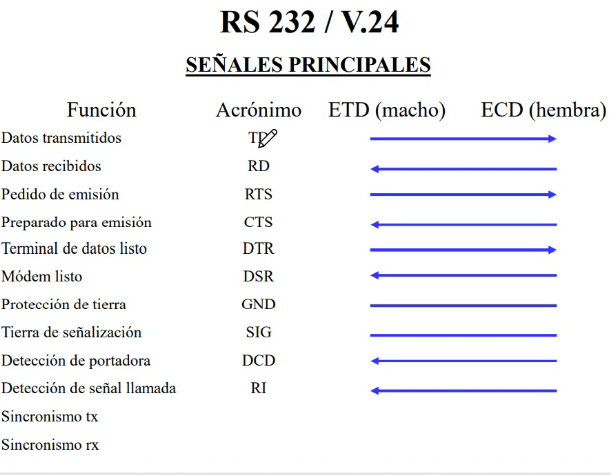 RS 232 / V.24
SEÑALES PRINCIPALES
Función Acrónimo ETD (macho) ECD (hembra)
Datos transmitidos
Datos recibidos RD
Pedido de emisión RTS
Preparado para emisión CTS
Terminal de datos listo DTR
Módem listo DSR
Protección de tierra GND
Tierra de señalización SIG
Detección de portadora DCD
Detección de señal llamada RI
Sincronismo tx
Sincronismo rx